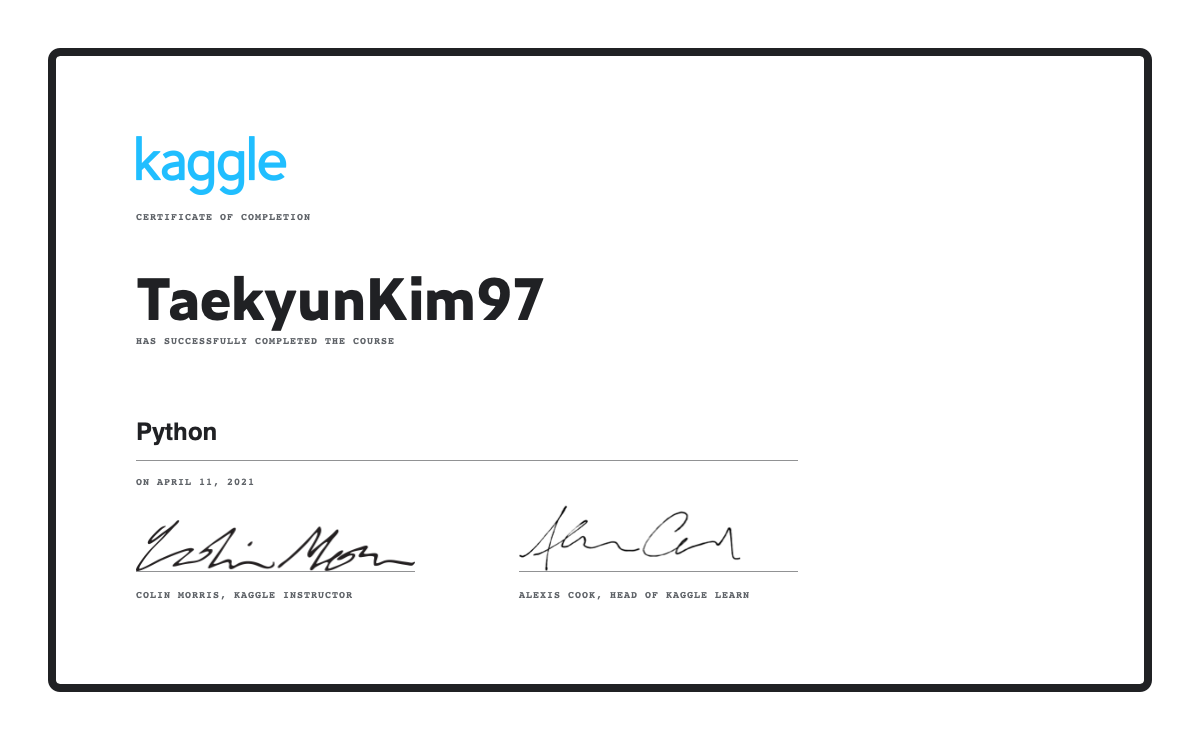 kaggle
CERTIFICATE OF COMPLETION
TaekyunKim97
HAS SUCCESSFULLY COMPLETED THE COURSE
Python
ON APRIL 11, 2021
Colin Morris
Alexis Cook
COLIN MORRIS, KAGGLE INSTRUCTOR
ALEXIS COOK, HEAD OF KAGGLE LEARN